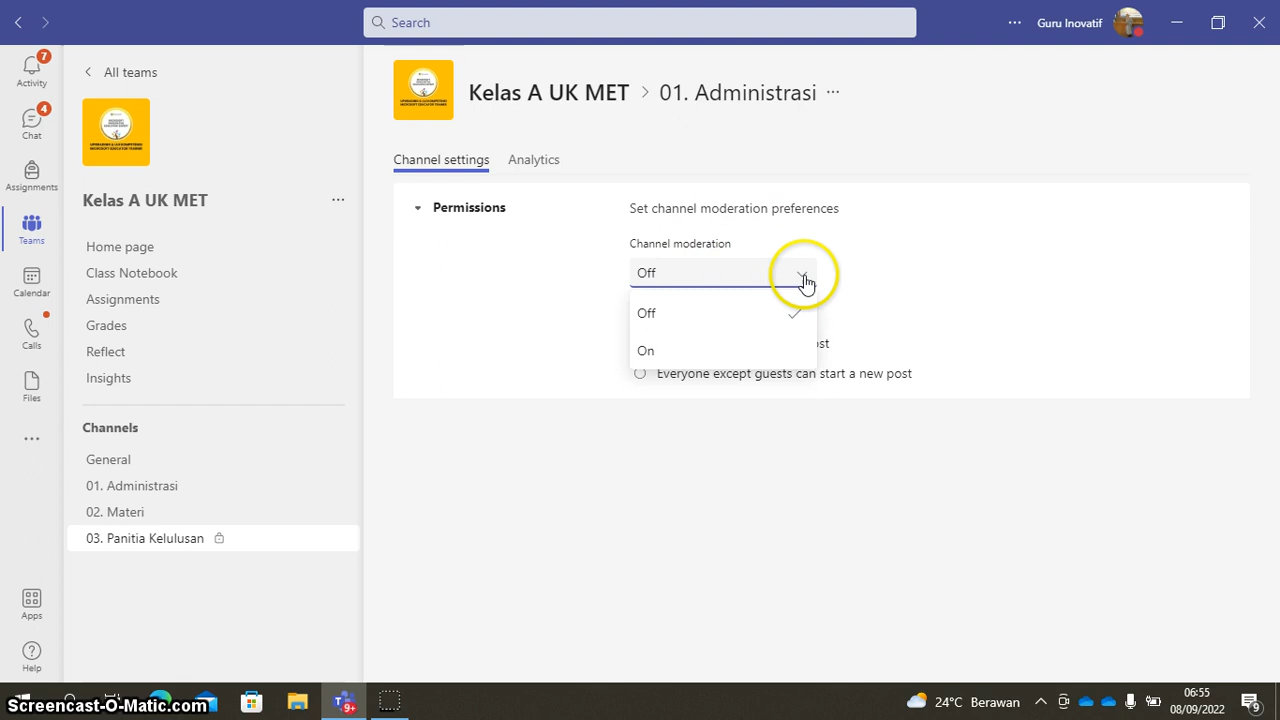 Search
Guru Inovatif
7
Activity
4
Chat
Assignments
Teams
Calendar
Calls
Files
Apps
Help
All teams
Kelas A UK MET
Home page
Class Notebook
Assignments
Grades
Reflect
Insights
Channels
General
01. Administrasi
02. Materi
03. Panitia Kelulusan
Kelas A UK MET > 01. Administrasi
Channel settings
Analytics
Permissions
Set channel moderation preferences
Channel moderation
Off
Off
On
Everyone except guests can start a new post
Screencast-O-Matic.com
9+
24°C Berawan
06:55
08/09/2022
9